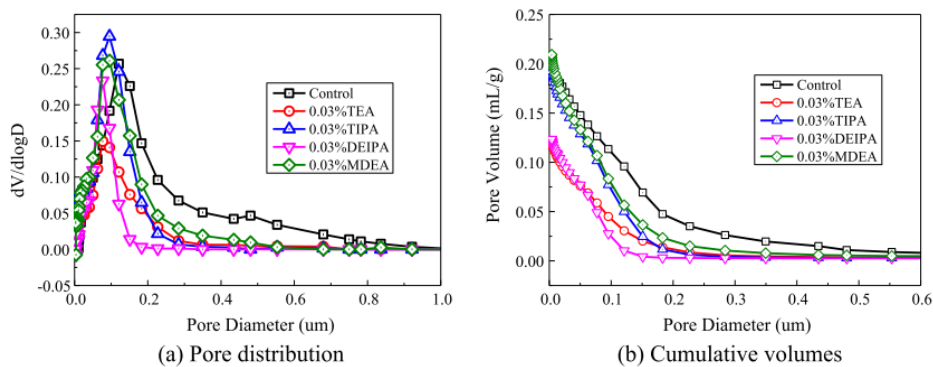 0.30
0.25
0.20
0.15
0.10
0.05
0.00
-0.05
dV/dlogD
Control
0.03%TEA
0.03%TIPA
0.03%DEIPA
0.03%MDEA
0.0 0.2 0.4 0.6 0.8 1.0
Pore Diameter (um)
(a) Pore distribution
0.25
0.20
0.15
0.10
0.05
0.00
Pore Volume (mL/g)
Control
0.03%TEA
0.03%TIPA
0.03%DEIPA
0.03%MDEA
0.0 0.1 0.2 0.3 0.4 0.5 0.6
Pore Diameter (um)
(b) Cumulative volumes